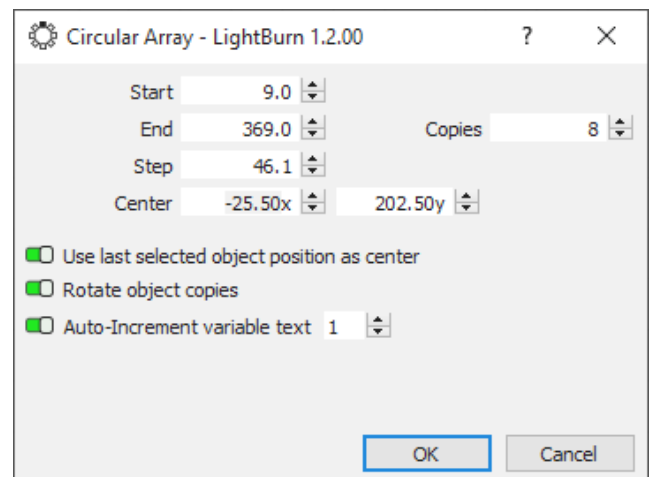 Circular Array - LightBurn 1.2.00 ?
Start 9.0
End 369.0 Copies 8
Step 46.1
Center -25.50x 202.50y
Use last selected object position as center
Rotate object copies
Auto-Increment variable text 1
OK Cancel